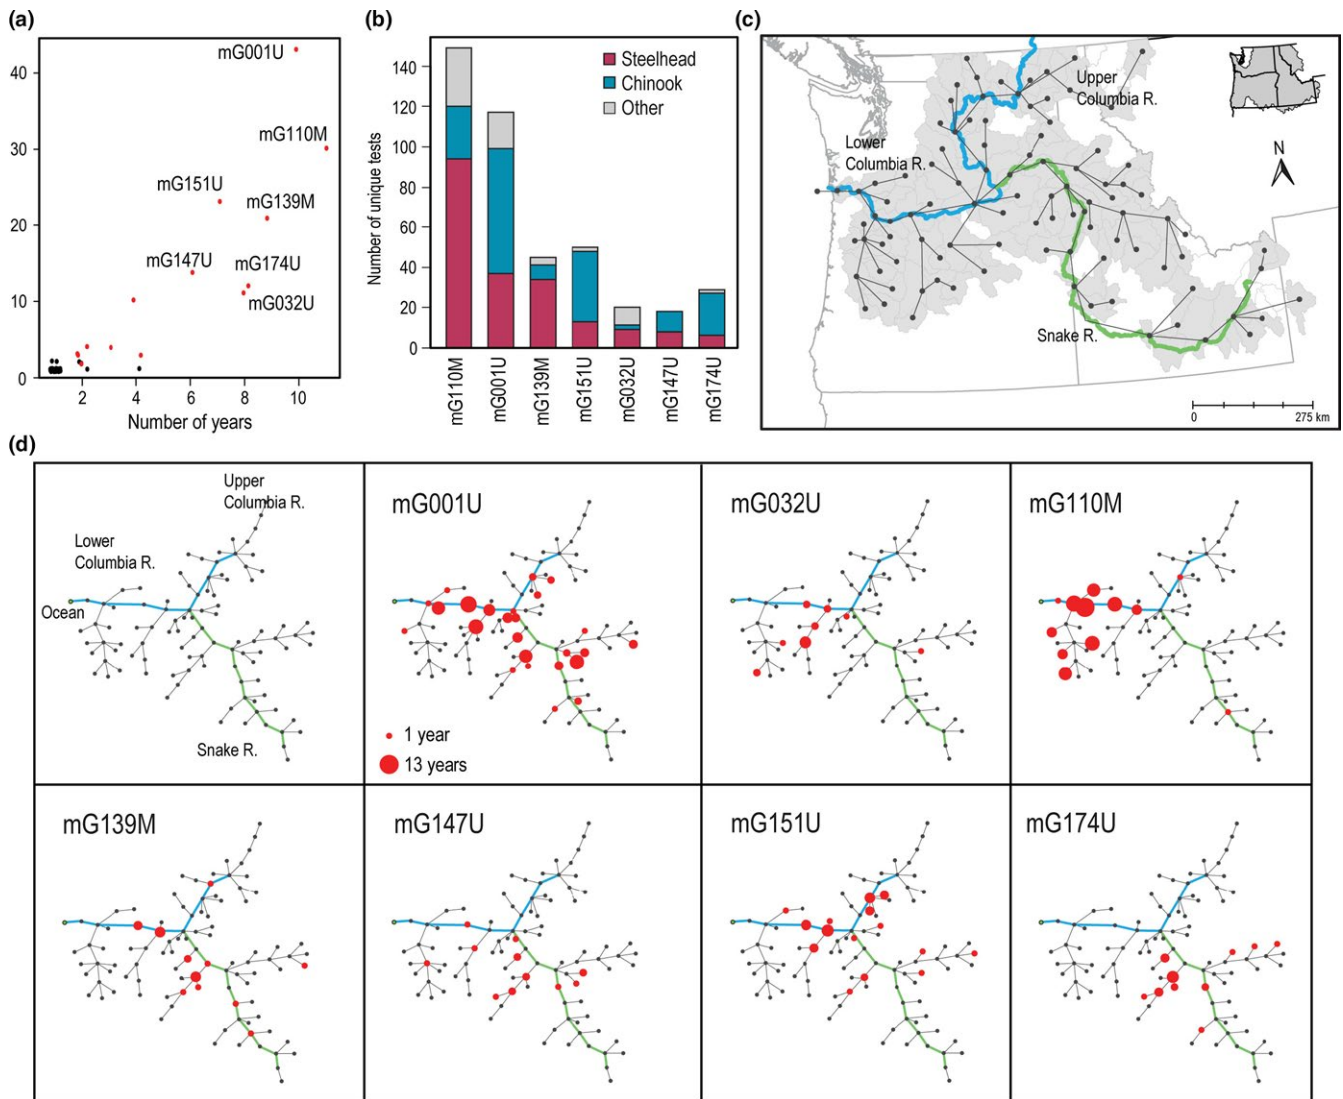 (a)
40
30
20
10
0
mG001U
mG110M
mG151U
mG139M
mG147U
mG174U
mG032U
2
4
6
8
10
Number of years
(b)
Number of unique tests
140
120
100
80
60
40
20
0
Steelhead
Chinook
Other
mG110M
mG001U
mG139M
mG151U
mG032U
mG147U
mG174U
(c)
Upper
Columbia R.
Lower
Columbia R.
Snake R.
N
0
275 km
(d)
Upper
Columbia R.
Lower
Columbia R.
Ocean
Snake R.
mG001U
1 year
13 years
mG032U
mG110M
mG139M
mG147U
mG151U
mG174U